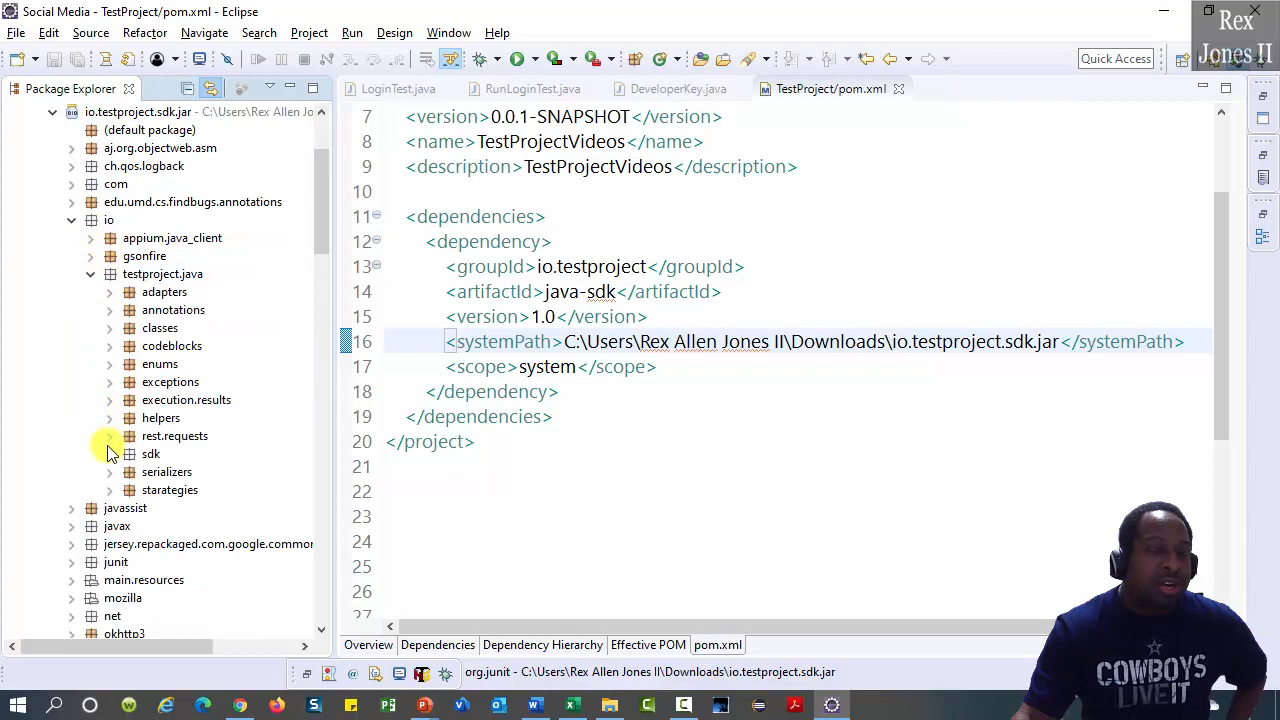 Social Media - TestProject/pom.xml - Eclipse
Rex
Jones II
File Edit Source Refactor Navigate Search Project Run Design Window Help
Quick Access
Package Explorer
LoginTest.java RunLoginTest.java DeveloperKey.java TestProject/pom.xml
io.testproject.sdk.jar - C:\Users\Rex Allen Jo
(default package)
aj.org.objectweb.asm
ch.qos.logback
com
edu.umd.cs.findbugs.annotations
io
appium.java_client
gsonfire
testproject.java
adapters
annotations
classes
codeblocks
enums
exceptions
execution.results
helpers
rest.requests
sdk
serializers
starategies
javassist
javax
jersey.repackaged.com.google.common
junit
main.resources
mozilla
net
okhttp3
7 <version>0.0.1-SNAPSHOT</version>
8 <name>TestProjectVideos</name>
9 <description>TestProjectVideos</description>
10
11 <dependencies>
12 <dependency>
13 <groupId>io.testproject</groupId>
14 <artifactId>java-sdk</artifactId>
15 <version>1.0</version>
16 <systemPath>C:\Users\Rex Allen Jones II\Downloads\io.testproject.sdk.jar</systemPath>
17 <scope>system</scope>
18 </dependency>
19 </dependencies>
20 </project>
21
22
23
24
25
26
27
Overview Dependencies Dependency Hierarchy Effective POM pom.xml
org.junit - C:\Users\Rex Allen Jones II\Downloads\io.testproject.sdk.jar
COWBOYS
LIVE IT